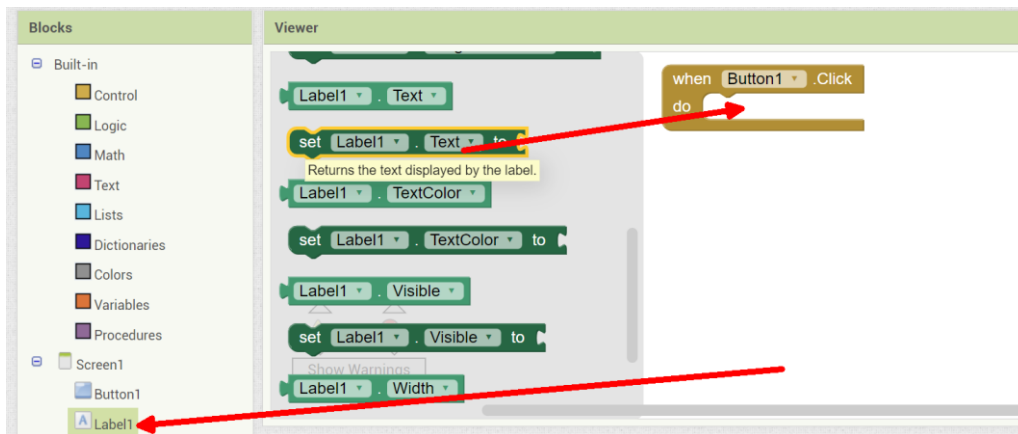 Blocks
Built-in
Control
Logic
Math
Text
Lists
Dictionaries
Colors
Variables
Procedures
Screen1
Button1
Label1
Viewer
Label1 . Text
set Label1 . Text to
Returns the text displayed by the label.
Label1 . TextColor
set Label1 . TextColor to
Label1 . Visible
set Label1 . Visible to
Show Warnings
Label1 . Width
when Button1 .Click
do